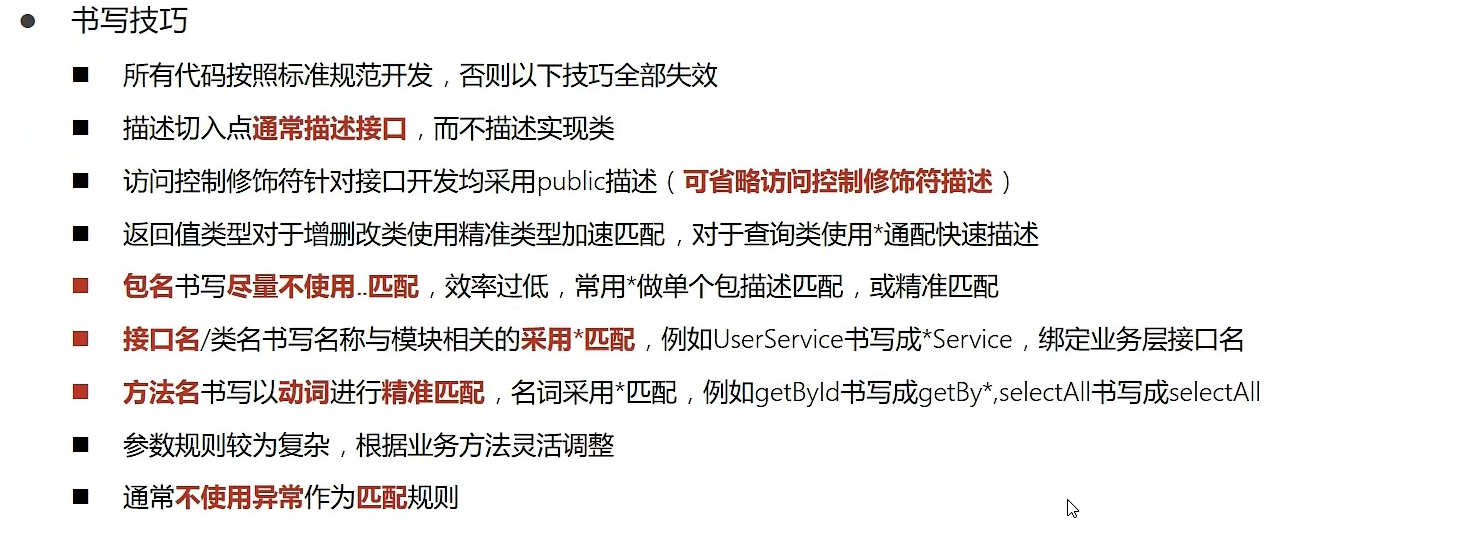 书写技巧
所有代码按照标准规范开发，否则以下技巧全部失效
描述切入点通常描述接口，而不描述实现类
访问控制修饰符针对接口开发均采用public描述（可省略访问控制修饰符描述）
返回值类型对于增删改类使用精准类型加速匹配，对于查询类使用*通配快速描述
包名书写尽量不使用..匹配，效率过低，常用*做单个包描述匹配，或精准匹配
接口名/类名书写名称与模块相关的采用*匹配，例如UserService书写成*Service，绑定业务层接口名
方法名书写以动词进行精准匹配，名词采用*匹配，例如getById书写成getBy*,selectAll书写成selectAll
参数规则较为复杂，根据业务方法灵活调整
通常不使用异常作为匹配规则